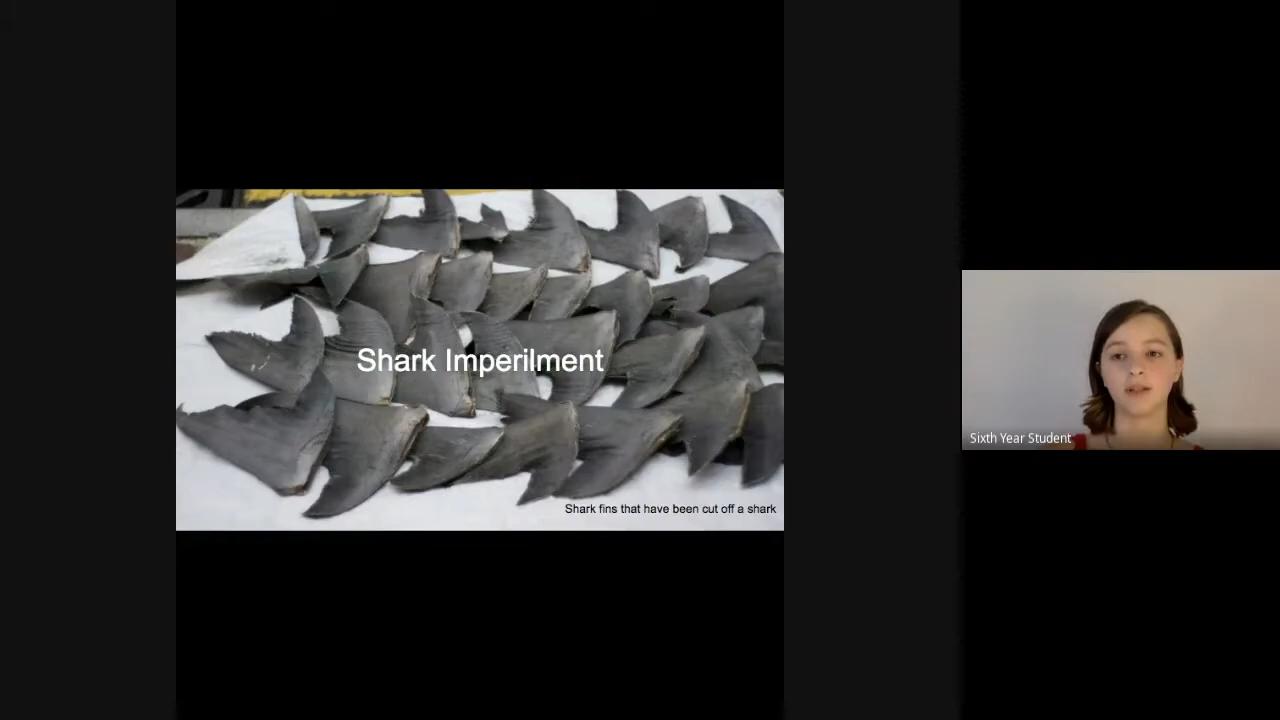 Shark Imperilment
Shark fins that have been cut off a shark
Sixth Year Student